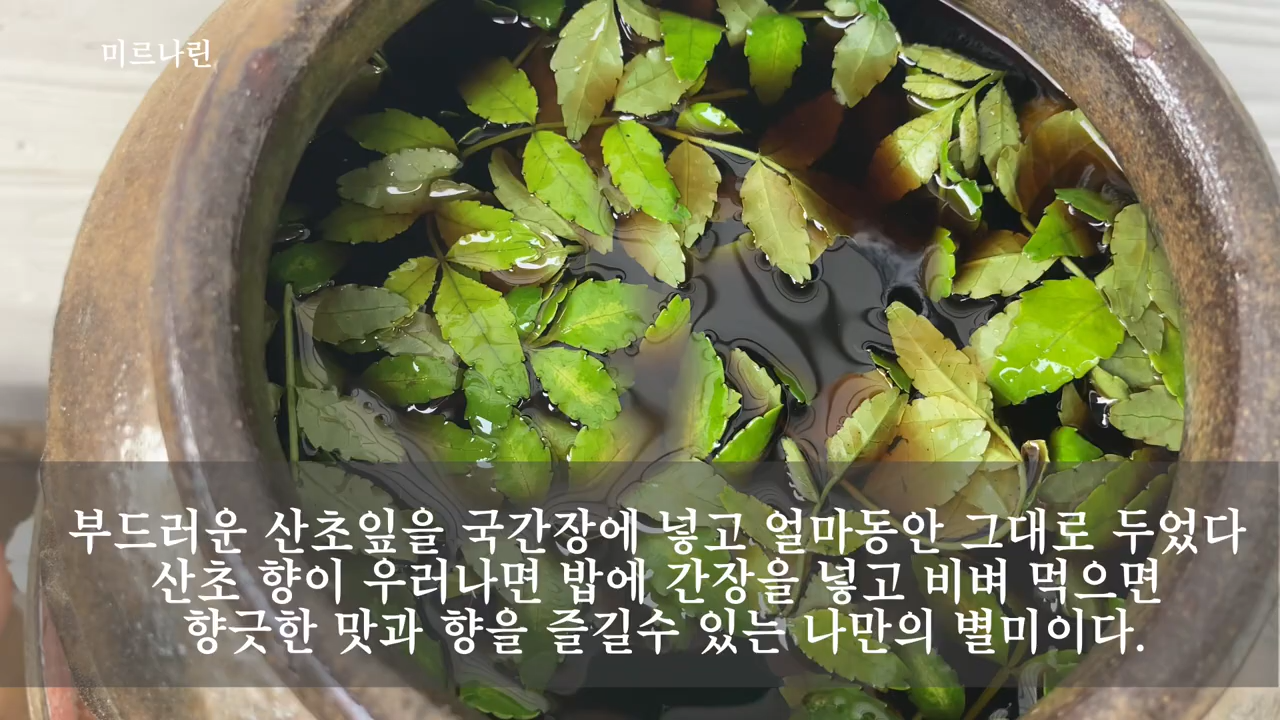 미르나린
부드러운 산초잎을 국간장에 넣고 얼마동안 그대로 두었다
산초 향이 우러나면 밥에 간장을 넣고 비벼 먹으면
향긋한 맛과 향을 즐길수 있는 나만의 별미이다.